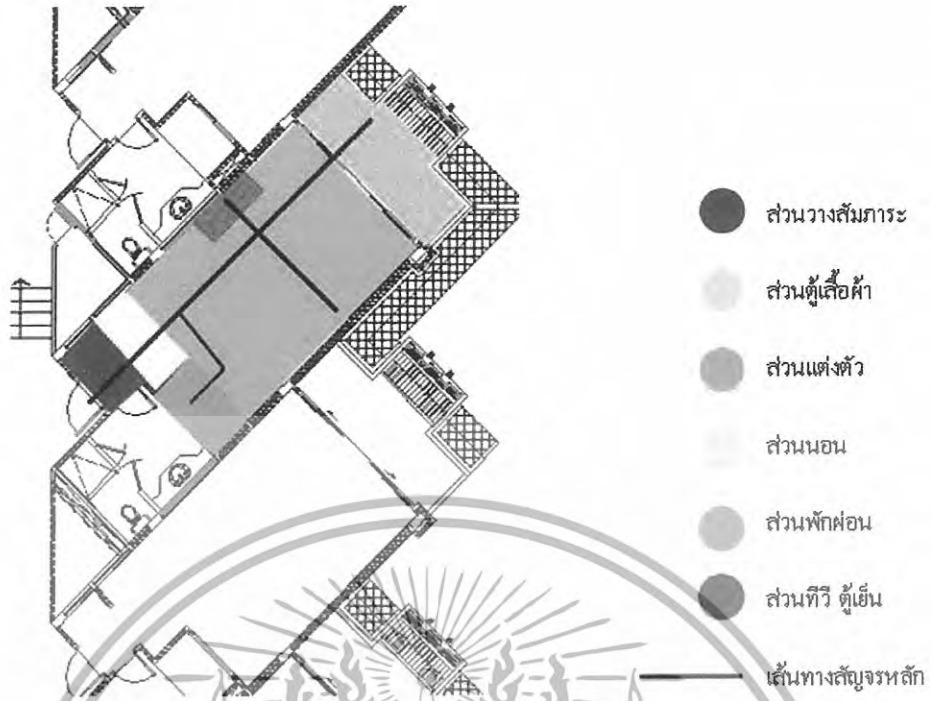 ส่วนวางสัมภาระ
ส่วนตู้เสื้อผ้า
ส่วนแต่งตัว
ส่วนนอน
ส่วนพักผ่อน
ส่วนทีวี ตู้เย็น
เส้นทางสัญจรหลัก